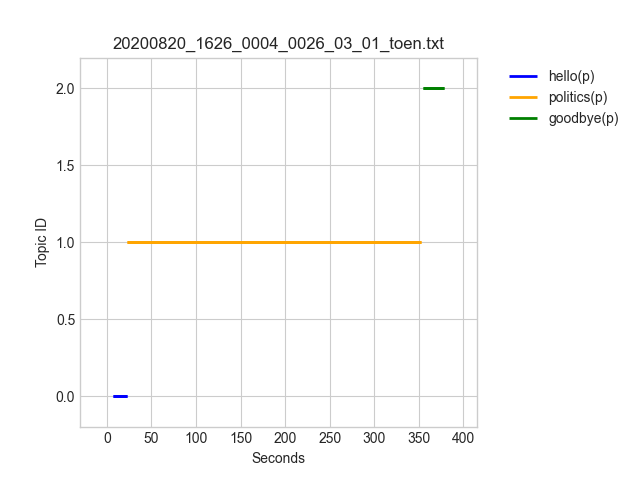 20200820_1626_0004_0026_03_01_toen.txt
hello(p)
politics(p)
goodbye(p)
Topic ID
2.0
1.5
1.0
0.5
0.0
0 50 100 150 200 250 300 350 400
Seconds